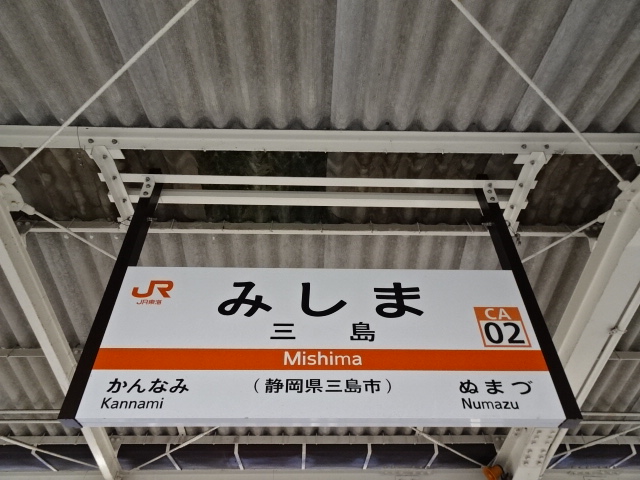 JR
JR東海
みしま
三島
CA
02
Mishima
かんなみ
Kannami
（静岡県三島市）
ぬまづ
Numazu